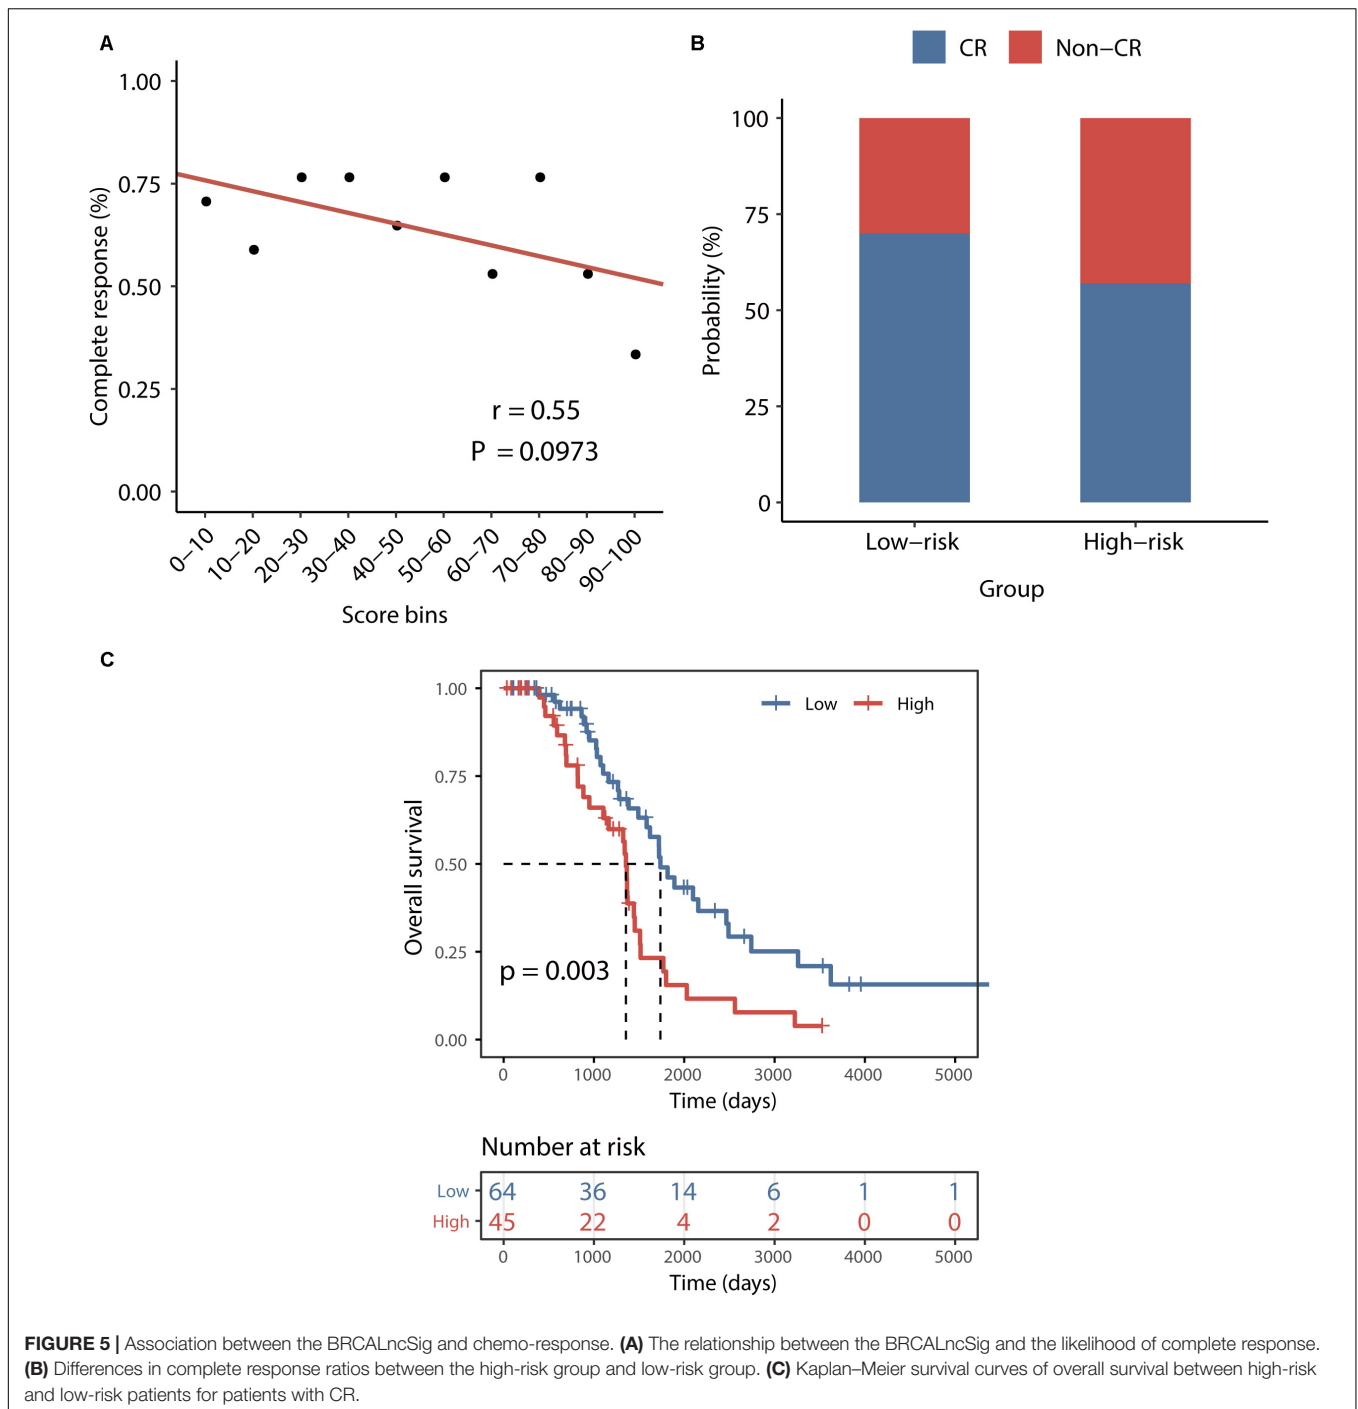 A
1.00
0.75
0.50
0.25
0.00
Complete response (%)
r = 0.55
P = 0.0973
0–10
10–20
20–30
30–40
40–50
50–60
60–70
70–80
80–90
90–100
Score bins
B
CR Non–CR
100
75
50
25
0
Probability (%)
Low–risk High–risk
Group
C
1.00
0.75
0.50
0.25
0.00
Overall survival
Low High
p = 0.003
0 1000 2000 3000 4000 5000
Time (days)
Number at risk
Low 64 36 14 6 1 1
High 45 22 4 2 0 0
0 1000 2000 3000 4000 5000
Time (days)
FIGURE 5 | Association between the BRCALncSig and chemo-response. (A) The relationship between the BRCALncSig and the likelihood of complete response.
(B) Differences in complete response ratios between the high-risk group and low-risk group. (C) Kaplan–Meier survival curves of overall survival between high-risk
and low-risk patients for patients with CR.